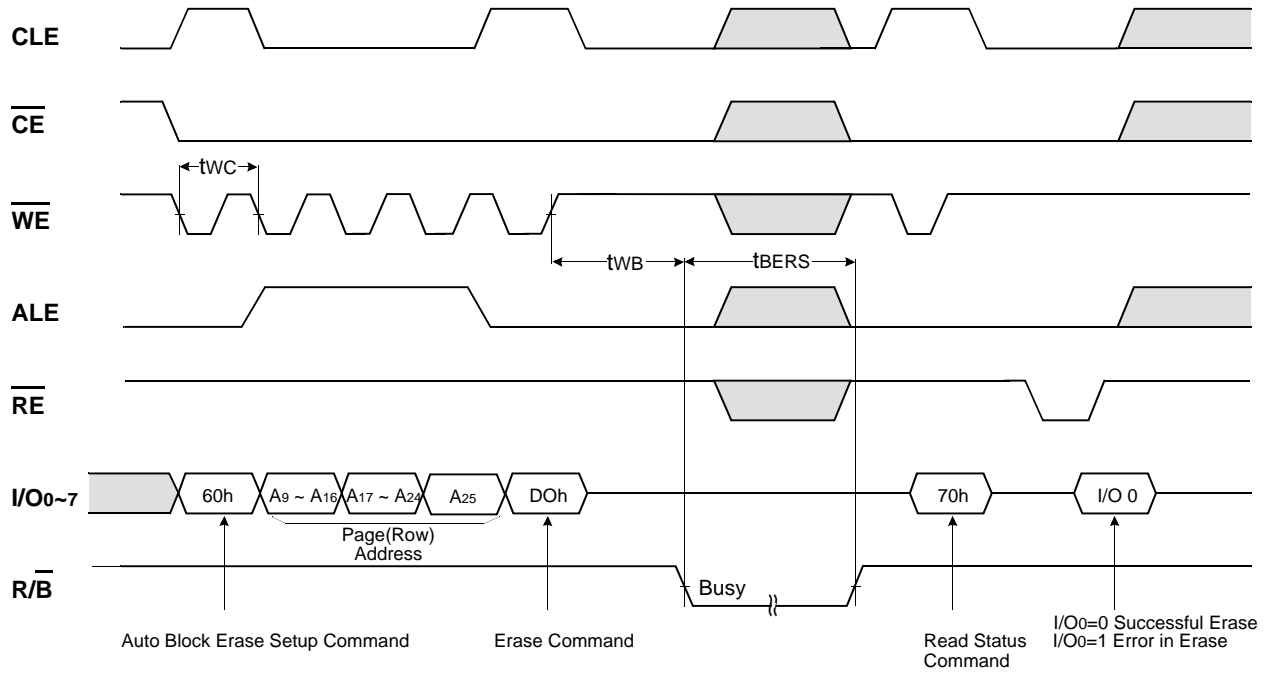 CLE
CE
tWC
WE
tWB
tBERS
ALE
RE
I/O0~7
60h
A9 ~ A16
A17 ~ A24
A25
DOh
70h
I/O 0
Page(Row)
Address
R/B
Busy
Auto Block Erase Setup Command
Erase Command
Read Status
Command
I/O0=0 Successful Erase
I/O0=1 Error in Erase